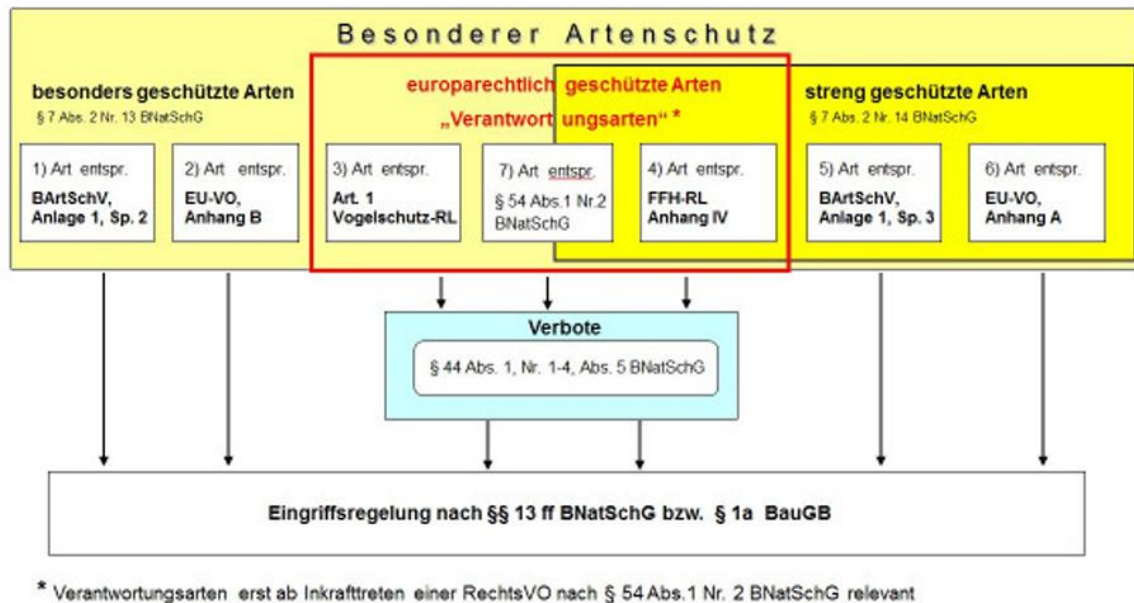 Besonderer Artenschutz
europarechtlich geschützte Arten
„Verantwort ungsarten“ *
besonders geschützte Arten
§ 7 Abs. 2 Nr. 13 BNatSchG
streng geschützte Arten
§ 7 Abs. 2 Nr. 14 BNatSchG
1) Art entspr.
BArtSchV,
Anlage 1, Sp. 2
2) Art entspr.
EU-VO,
Anhang B
3) Art entspr.
Art. 1
Vogelschutz-RL
7) Art entspr.
§ 54 Abs.1 Nr.2
BNatSchG
4) Art entspr.
FFH-RL
Anhang IV
5) Art entspr.
BArtSchV,
Anlage 1, Sp. 3
6) Art entspr.
EU-VO,
Anhang A
Verbote
§ 44 Abs. 1, Nr. 1-4, Abs. 5 BNatSchG
Eingriffsregelung nach §§ 13 ff BNatSchG bzw. § 1a BauGB
* Verantwortungsarten erst ab Inkrafttreten einer RechtsVO nach § 54 Abs.1 Nr. 2 BNatSchG relevant